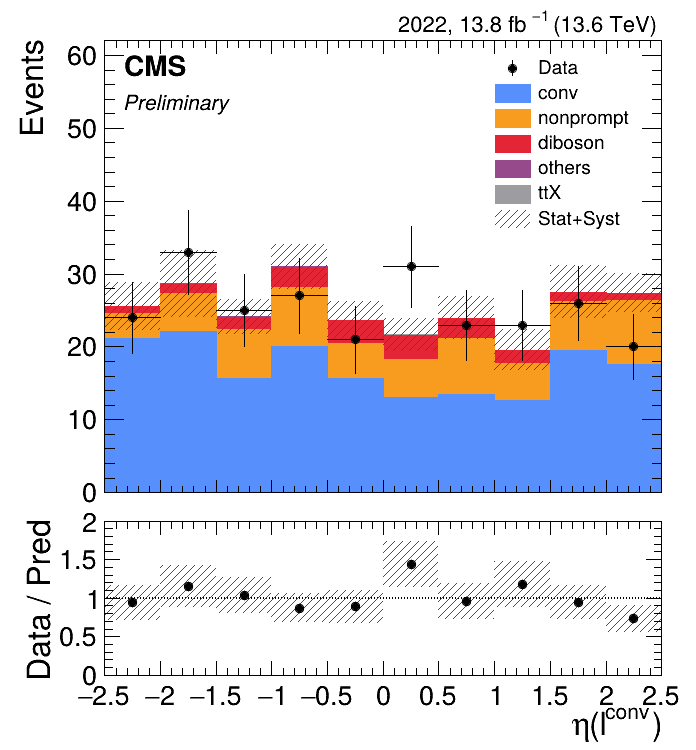 2022, 13.8 fb⁻¹ (13.6 TeV)
CMS
Preliminary
Data
conv
nonprompt
diboson
others
ttX
Stat+Syst
Events
60
50
40
30
20
10
0
Data / Pred
2
1.5
1
0.5
0
−2.5 −2 −1.5 −1 −0.5 0 0.5 1 1.5 2 2.5
η(l^conv)